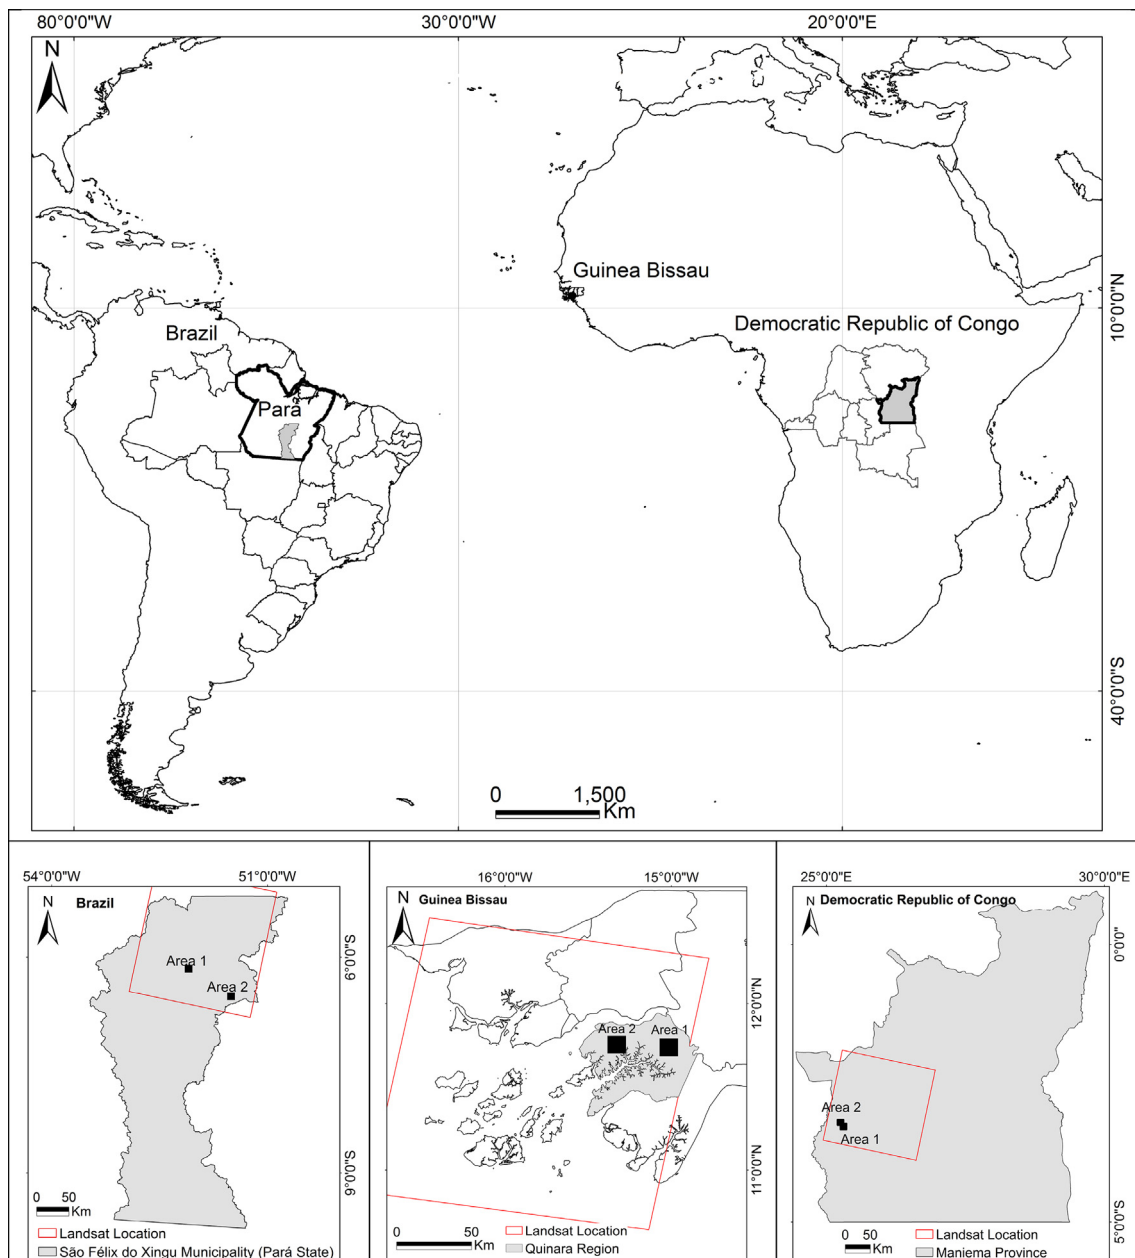 80°0'0"W
30°0'0"W
20°0'0"E
N
10°0'0"N
Guinea Bissau
Brazil
Democratic Republic of Congo
Pará
40°0'0"S
0
1,500
Km
54°0'0"W
51°0'0"W
N
Brazil
6°0'0"S
Area 1
Area 2
9°0'0"S
0 50
Km
Landsat Location
São Félix do Xingu Municipality (Pará State)
16°0'0"W
15°0'0"W
N
Guinea Bissau
12°0'0"N
Area 2
Area 1
11°0'0"N
0
50
Km
Landsat Location
Quinara Region
25°0'0"E
30°0'0"E
N
Democratic Republic of Congo
0°0'0"
Area 2
Area 1
5°0'0"S
0 50
Km
Landsat Location
Maniema Province